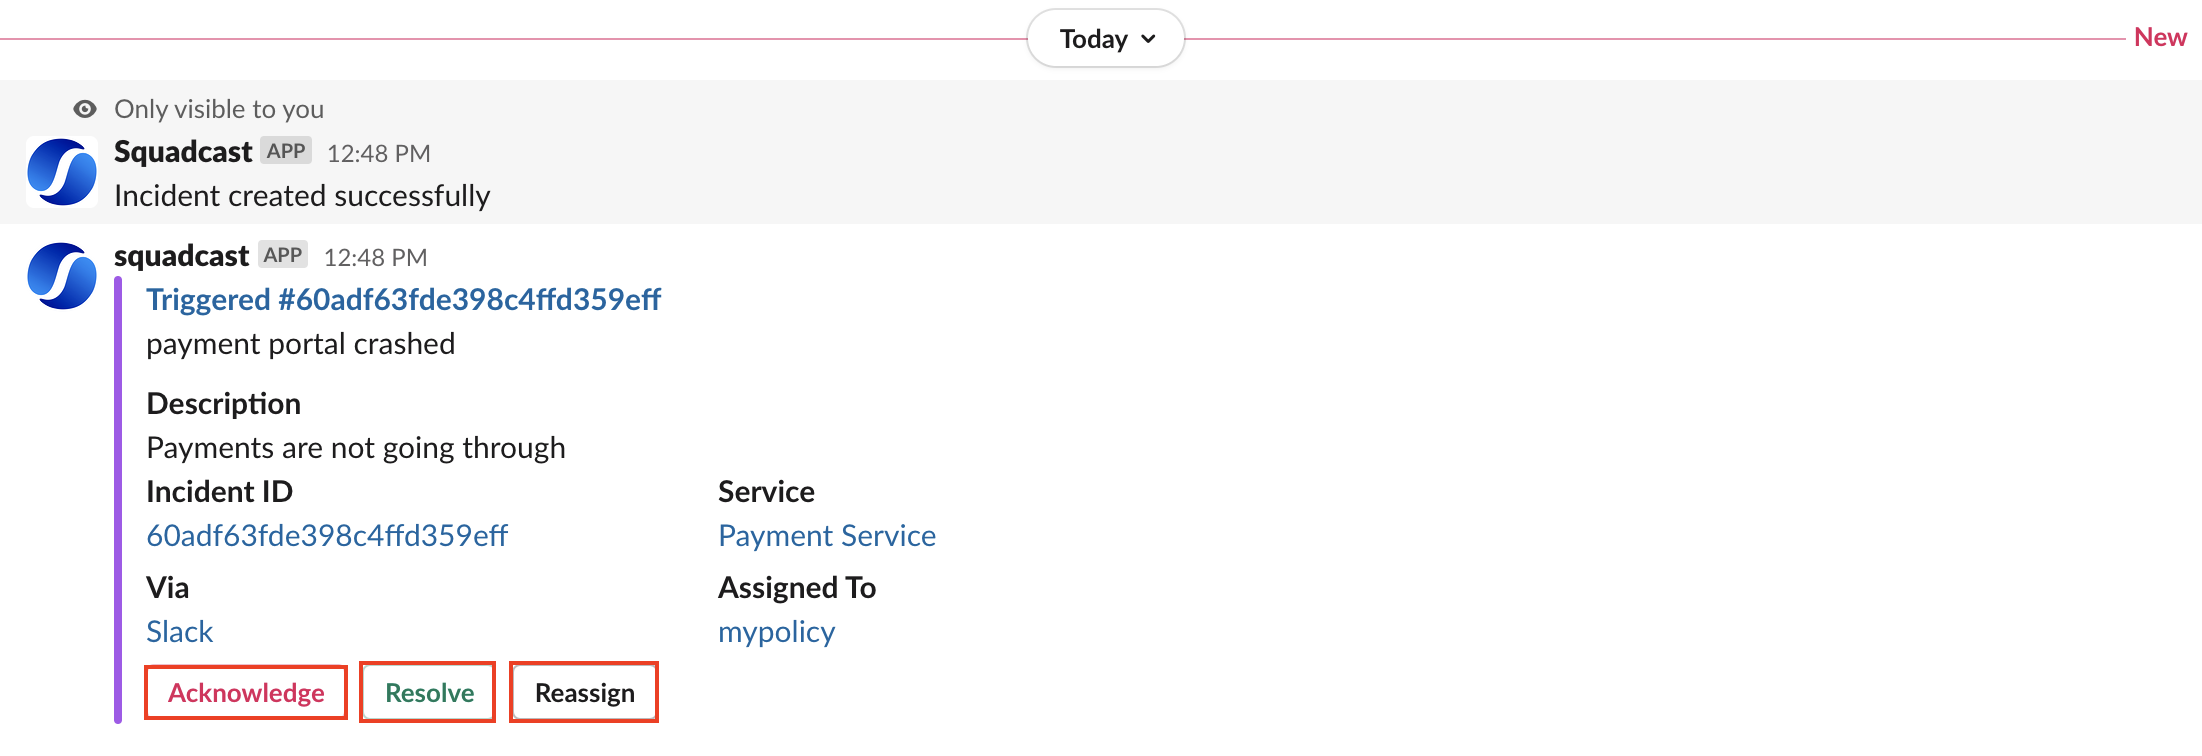 Today
New
Only visible to you
Squadcast APP 12:48 PM
Incident created successfully
squadcast APP 12:48 PM
Triggered #60adf63fde398c4ffd359eff
payment portal crashed
Description
Payments are not going through
Incident ID Service
60adf63fde398c4ffd359eff Payment Service
Via Assigned To
Slack mypolicy
Acknowledge Resolve Reassign